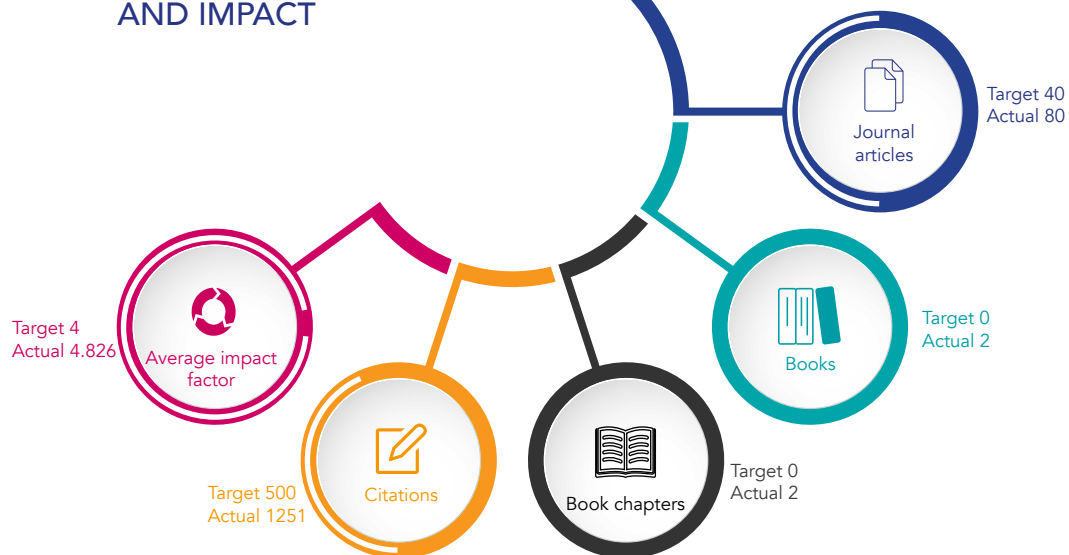 AND IMPACT
Journal
articles
Target 40
Actual 80
Books
Target 0
Actual 2
Book chapters
Target 0
Actual 2
Citations
Target 500
Actual 1251
Average impact
factor
Target 4
Actual 4.826